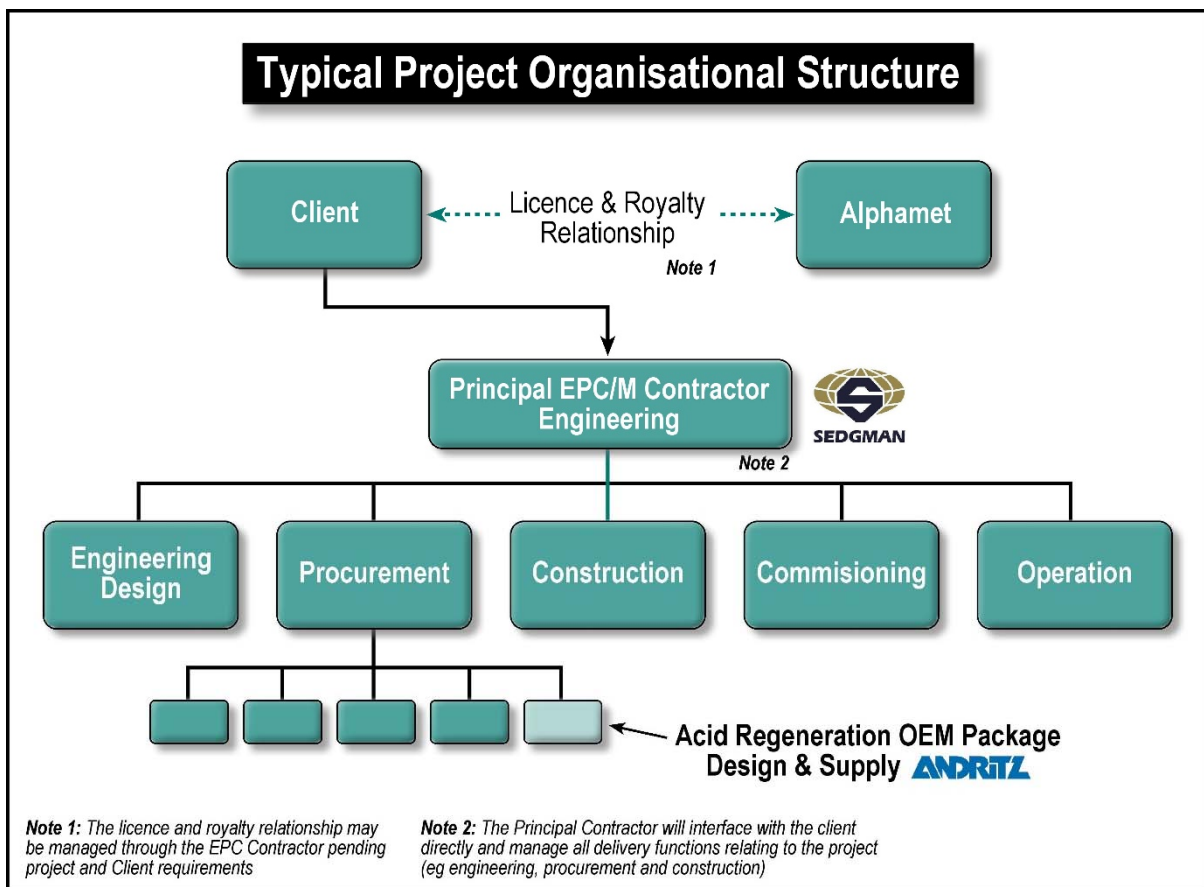 Typical Project Organisational Structure
Client
Licence & Royalty
Relationship
Alphamet
Note 1
Principal EPC/M Contractor
Engineering
SEDGMAN
Note 2
Engineering
Design
Procurement
Construction
Commisioning
Operation
Acid Regeneration OEM Package
Design & Supply ANDRITZ
Note 1: The licence and royalty relationship may
be managed through the EPC Contractor pending
project and Client requirements
Note 2: The Principal Contractor will interface with the client
directly and manage all delivery functions relating to the project
(eg engineering, procurement and construction)